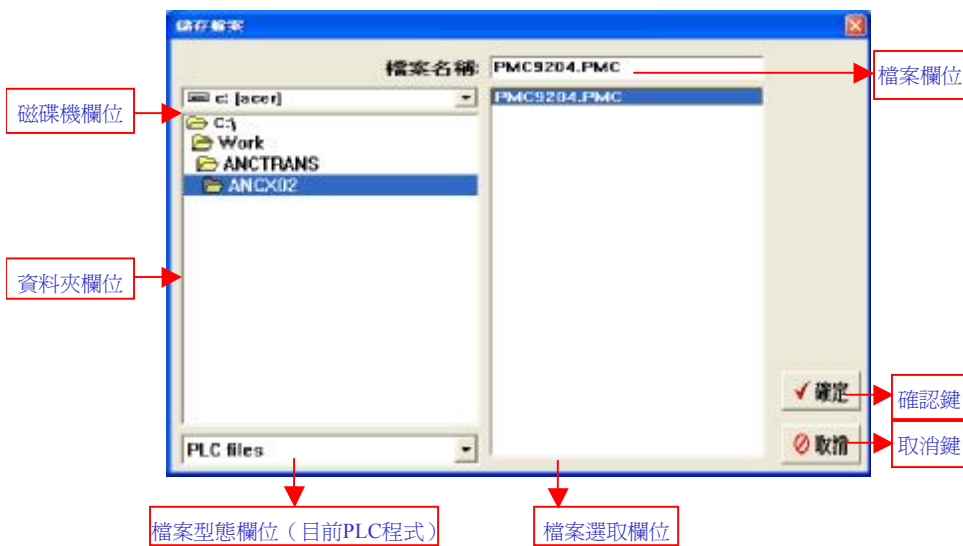 儲存檔案
檔案名稱: PMC9204.PMC
檔案欄位
磁碟機欄位
c: [acer]
PMC9204.PMC
C:\
Work
ANCTRANS
ANCX02
資料夾欄位
確定
確認鍵
PLC files
取消
取消鍵
檔案型態欄位（目前PLC程式）
檔案選取欄位